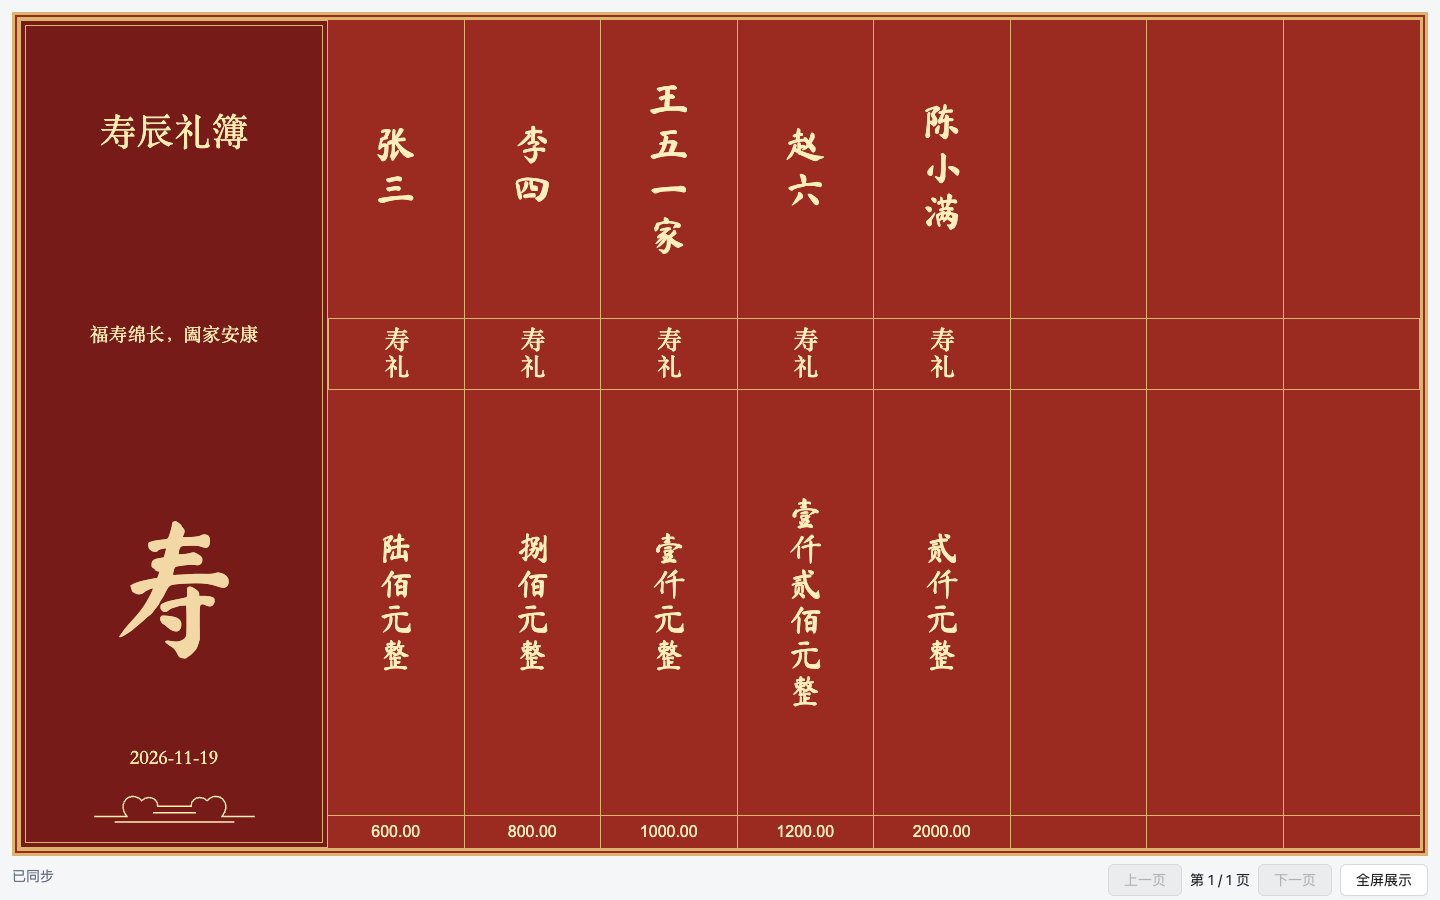 寿辰礼簿
福寿绵长，阖家安康
寿
2026-11-19
张三
寿礼
陆佰元整
600.00
李四
寿礼
捌佰元整
800.00
王五一家
寿礼
壹仟元整
1000.00
赵六
寿礼
壹仟贰佰元整
1200.00
陈小满
寿礼
贰仟元整
2000.00
已同步
上一页
第 1 / 1 页
下一页
全屏展示